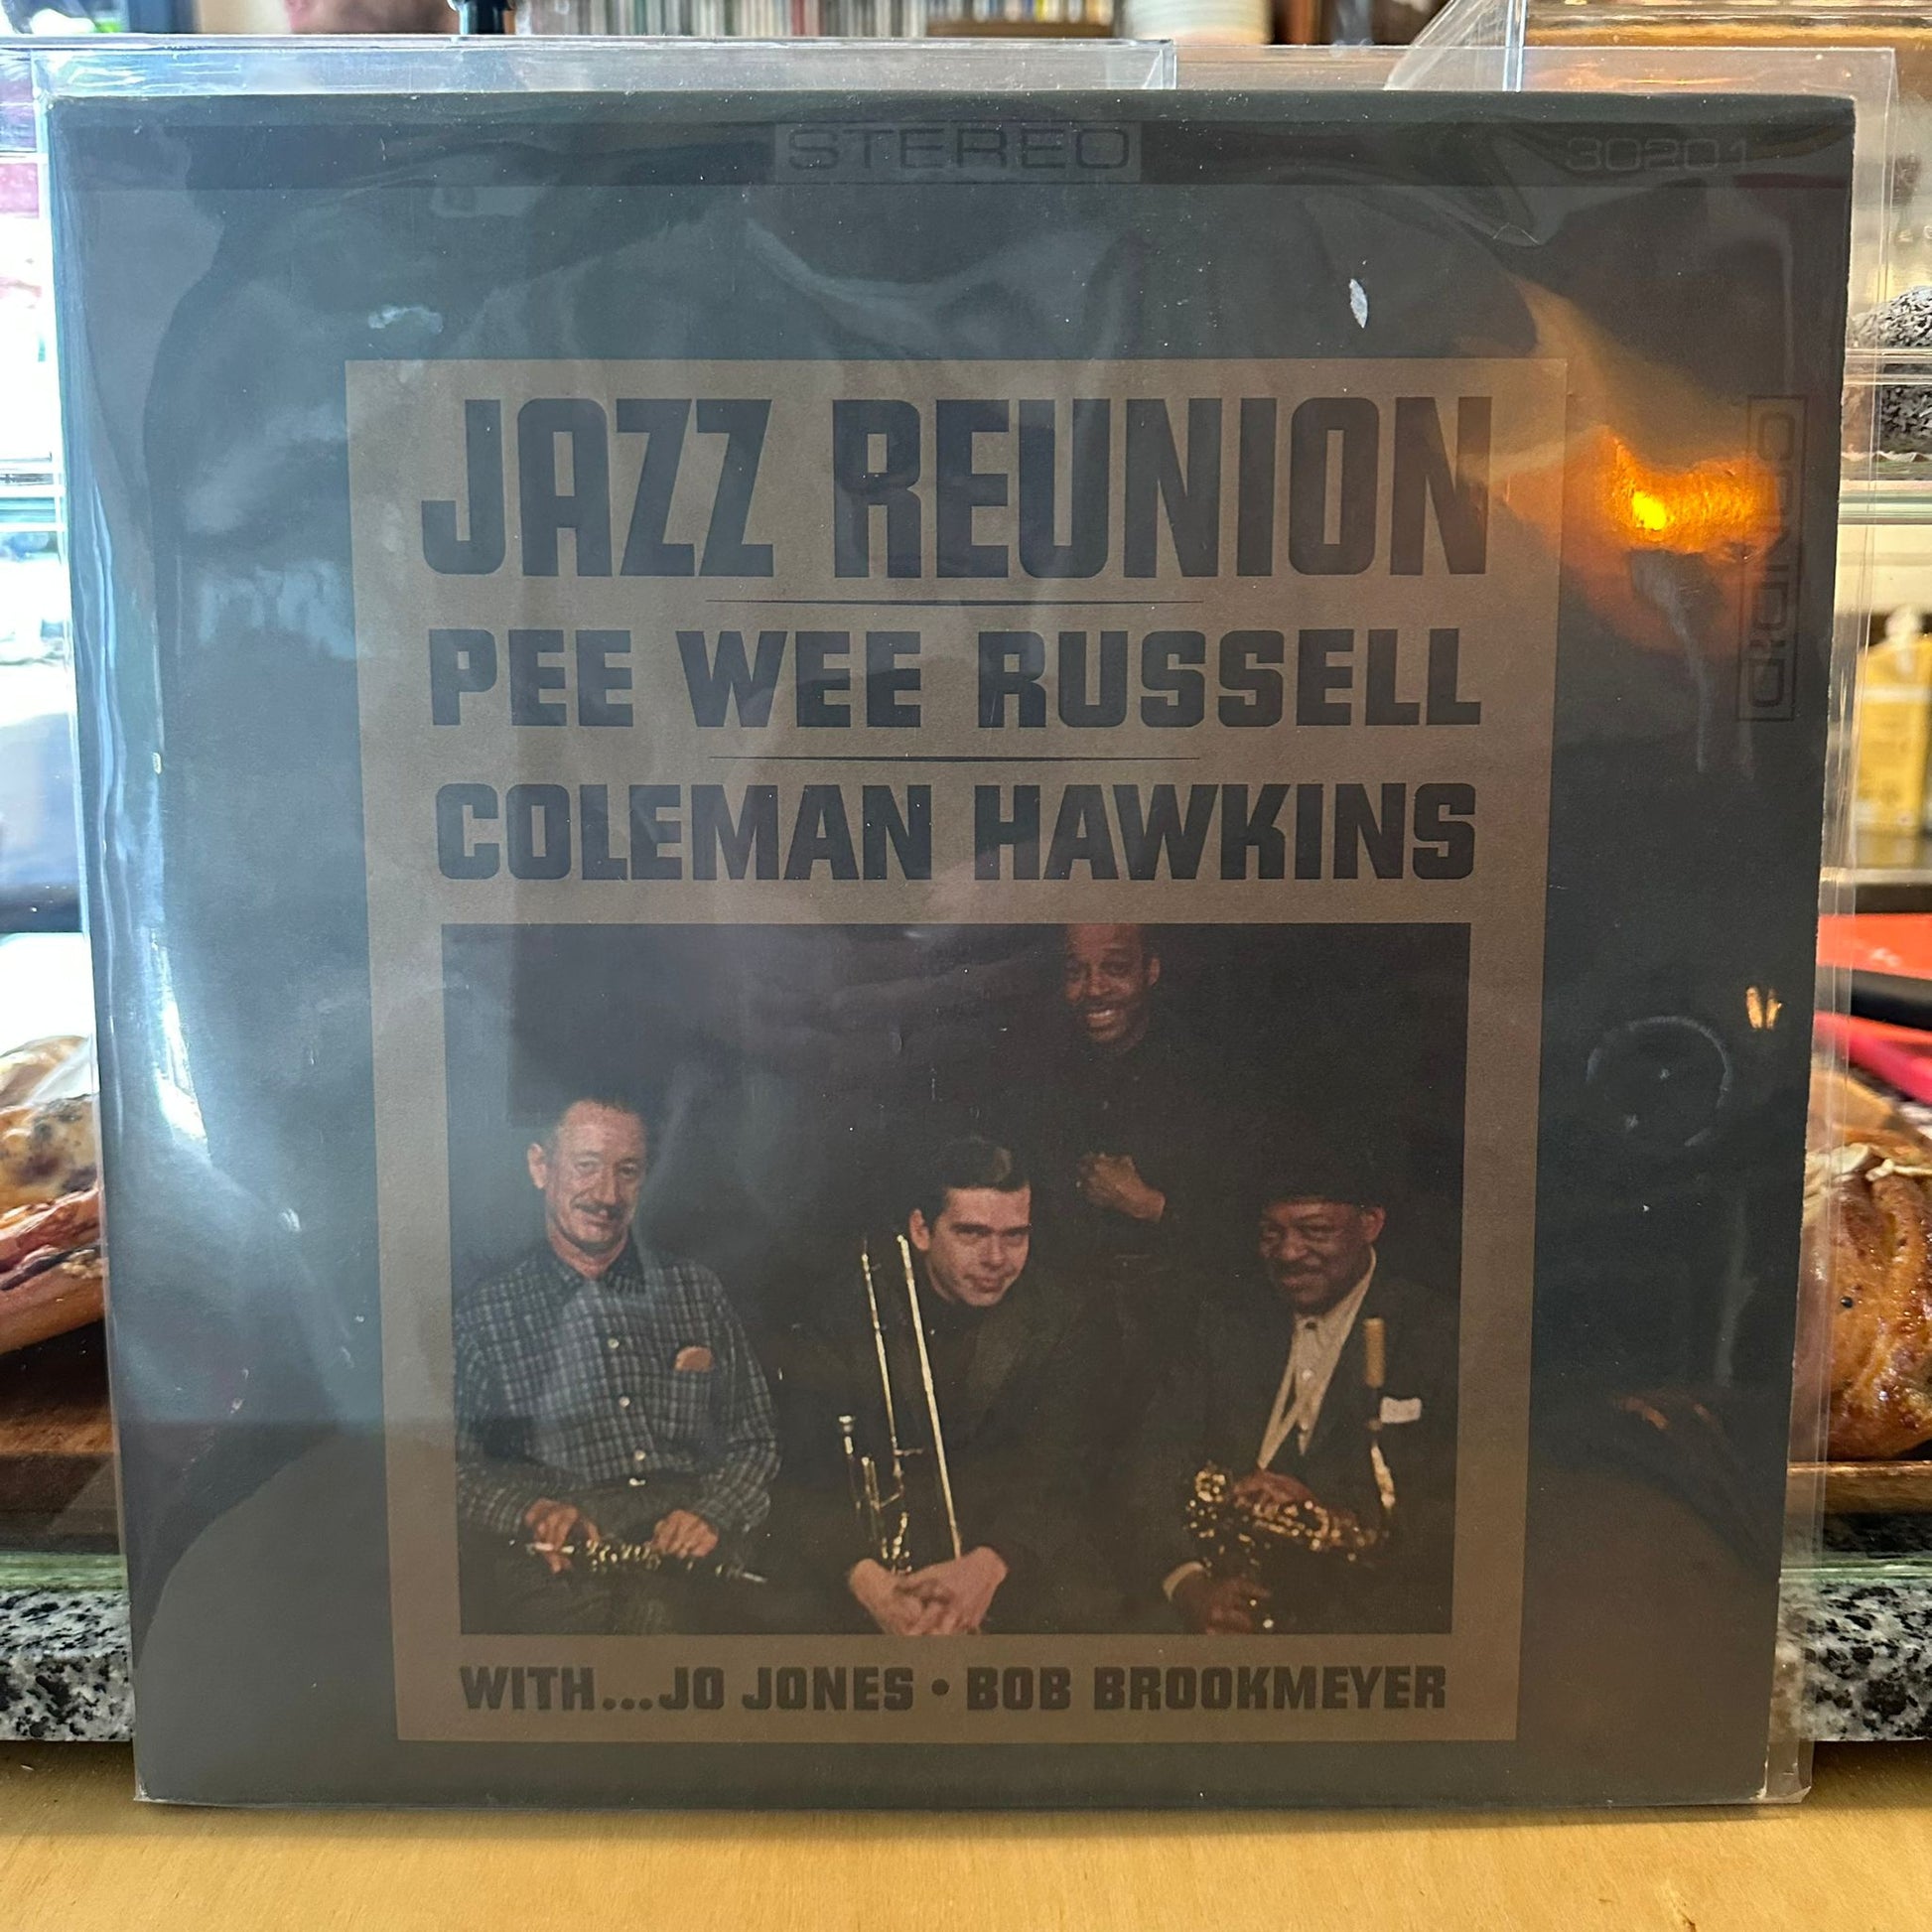 STEREO
30201
JAZZ REUNION
PEE WEE RUSSELL
COLEMAN HAWKINS
CANDID
WITH...JO JONES • BOB BROOKMEYER